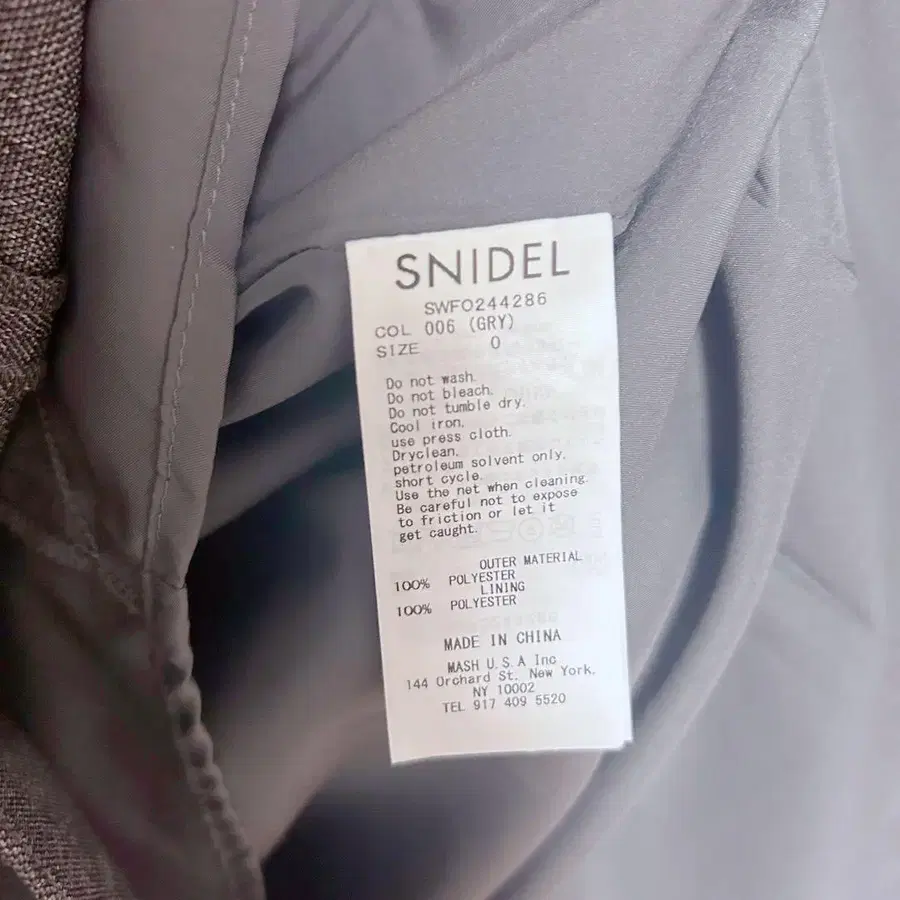 SNIDEL
SWFO244286
COL 006 (GRY)
SIZE 0
Do not wash.
Do not bleach.
Do not tumble dry.
Cool iron.
use press cloth.
Dryclean.
petroleum solvent only.
short cycle.
Use the net when cleaning.
Be careful not to expose
to friction or let it
get caught.
OUTER MATERIAL
100% POLYESTER
LINING
100% POLYESTER
MADE IN CHINA
MASH U.S.A Inc
144 Orchard St. New York.
NY 10002
TEL 917 409 5520